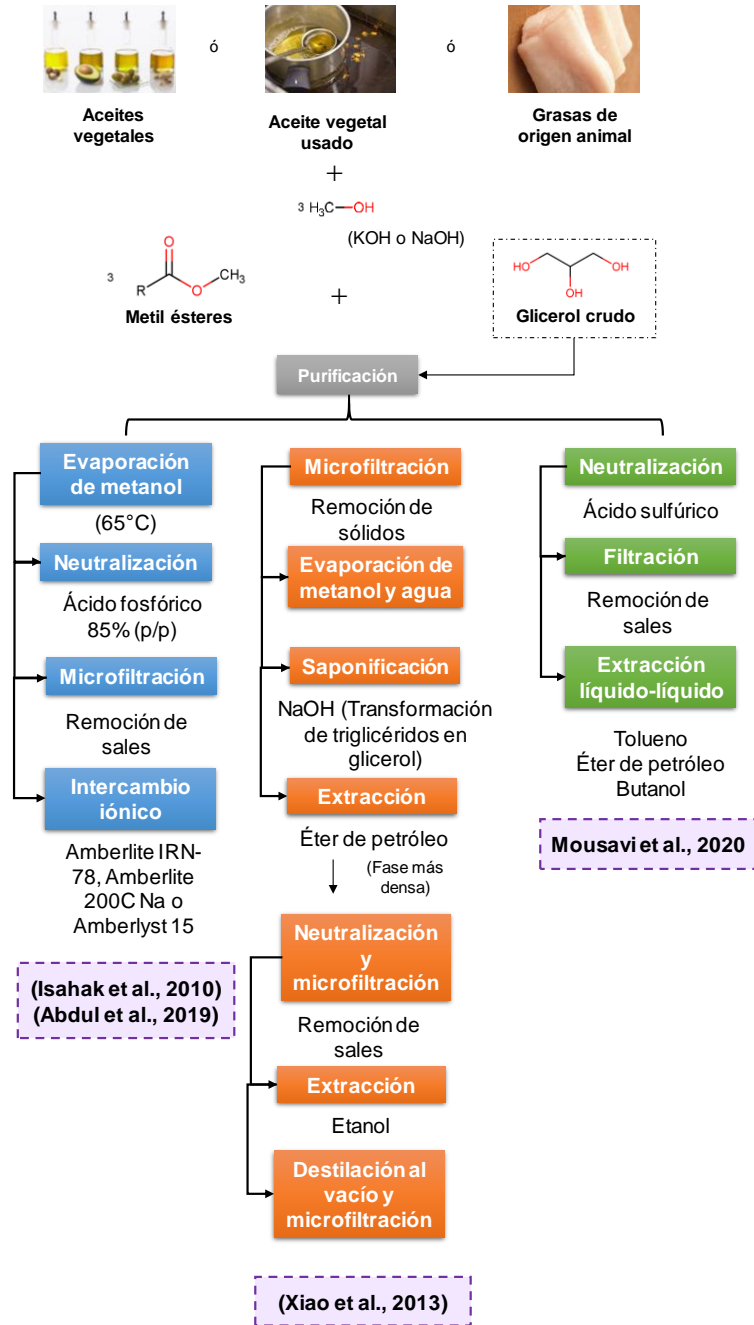 ó
ó
Aceites
vegetales
Aceite vegetal
usado
Grasas de
origen animal
+
3 H₃C—OH
(KOH o NaOH)
3
O
R
O
CH₃
Metil ésteres
+
HO
OH
OH
Glicerol crudo
Purificación
Evaporación
de metanol
(65°C)
Neutralización
Ácido fosfórico
85% (p/p)
Microfiltración
Remoción de
sales
Intercambio
iónico
Amberlite IRN-
78, Amberlite
200C Na o
Amberlyst 15
(Isahak et al., 2010)
(Abdul et al., 2019)
Microfiltración
Remoción de
sólidos
Evaporación de
metanol y agua
Saponificación
NaOH (Transformación
de triglicéridos en
glicerol)
Extracción
Éter de petróleo
(Fase más
densa)
Neutralización
y
microfiltración
Remoción de
sales
Extracción
Etanol
Destilación al
vacío y
microfiltración
(Xiao et al., 2013)
Neutralización
Ácido sulfúrico
Filtración
Remoción de
sales
Extracción
líquido-líquido
Tolueno
Éter de petróleo
Butanol
Mousavi et al., 2020